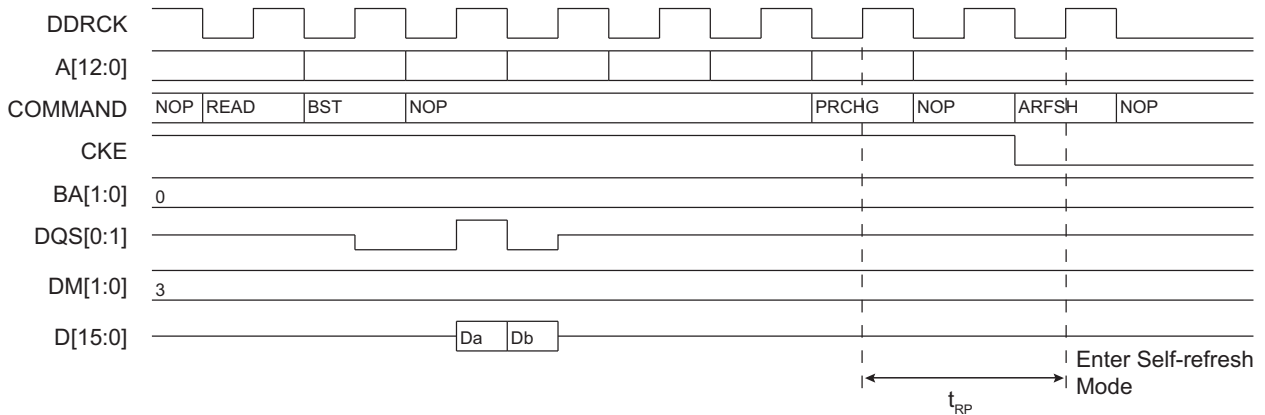 DDRCK
A[12:0]
COMMAND NOP READ BST NOP PRCHG NOP ARFSH NOP
CKE
BA[1:0] 0
DQS[0:1]
DM[1:0] 3
D[15:0] Da Db
Enter Self-refresh
Mode
tRP